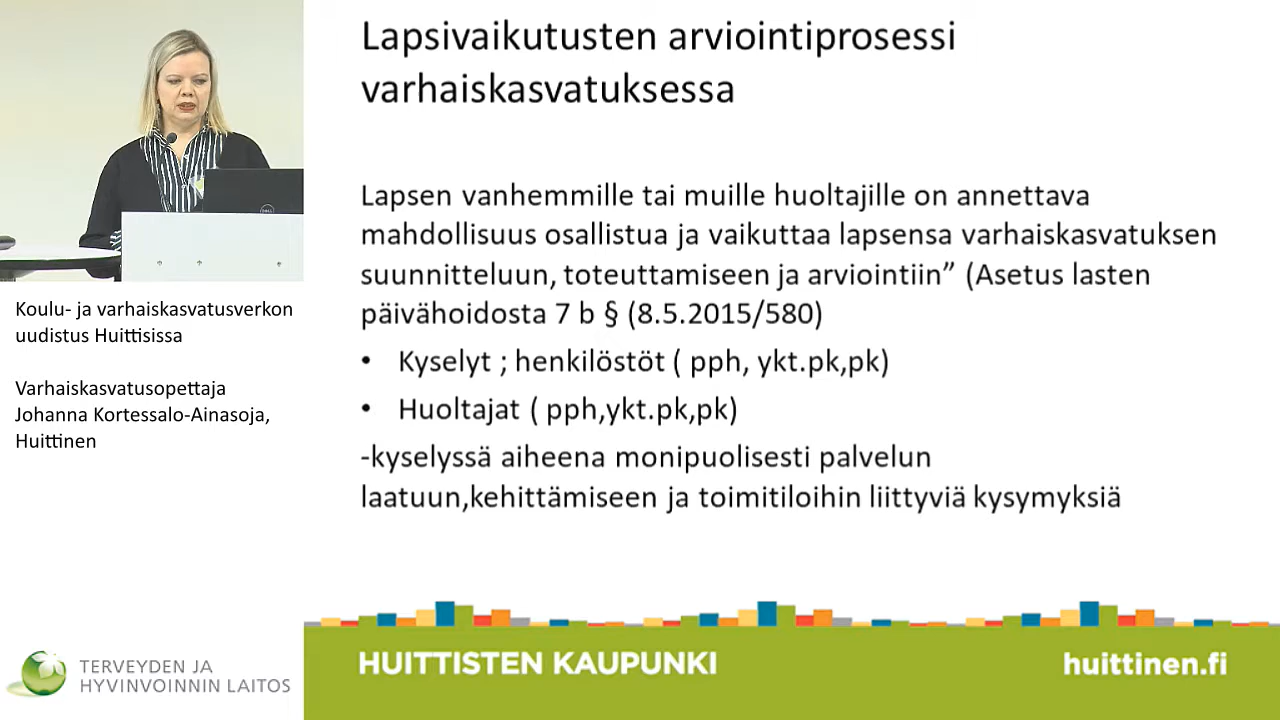 Lapsivaikutusten arviointiprosessi
varhaiskasvatuksessa
Lapsen vanhemmille tai muille huoltajille on annettava
mahdollisuus osallistua ja vaikuttaa lapsensa varhaiskasvatuksen
suunnitteluun, toteuttamiseen ja arviointiin” (Asetus lasten
päivähoidosta 7 b § (8.5.2015/580)
• Kyselyt ; henkilöstöt ( pph, ykt.pk,pk)
• Huoltajat ( pph,ykt.pk,pk)
-kyselyssä aiheena monipuolisesti palvelun
laatuun,kehittämiseen ja toimitiloihin liittyviä kysymyksiä
Koulu- ja varhaiskasvatusverkon
uudistus Huittisissa
Varhaiskasvatusopettaja
Johanna Kortessalo-Ainasoja,
Huittinen
TERVEYDEN JA
HYVINVOINNIN LAITOS
HUITTISTEN KAUPUNKI
huittinen.fi
DELL